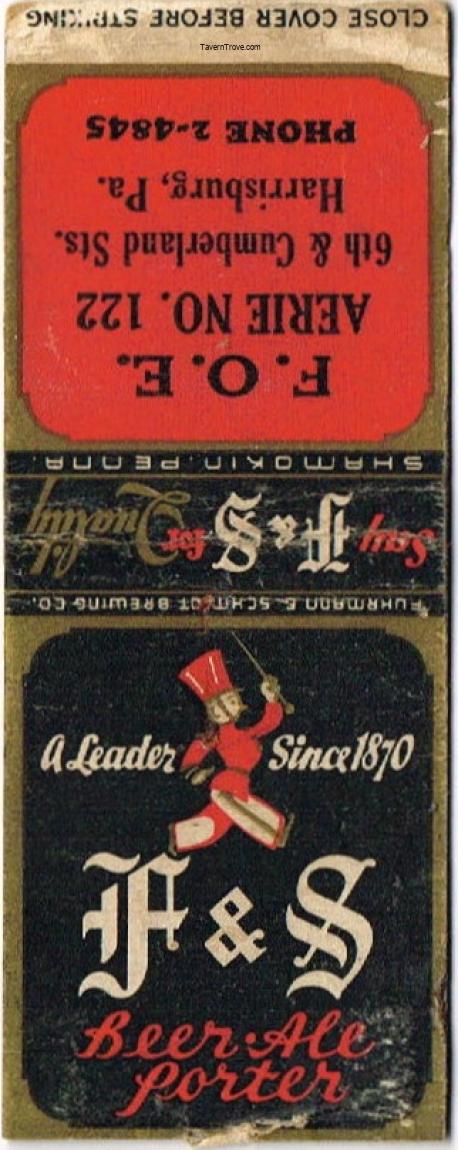 CLOSE COVER BEFORE STRIKING
TavernTrove.com
F. O. E.
AERIE NO. 122
6th & Cumberland Sts.
Harrisburg, Pa.
PHONE 2-4845
SHAMOKIN, PENNA.
Say F & S for Quality
FUHRMANN & SCHMIDT BREWING CO.
A Leader Since 1870
F & S
Beer · Ale
Porter